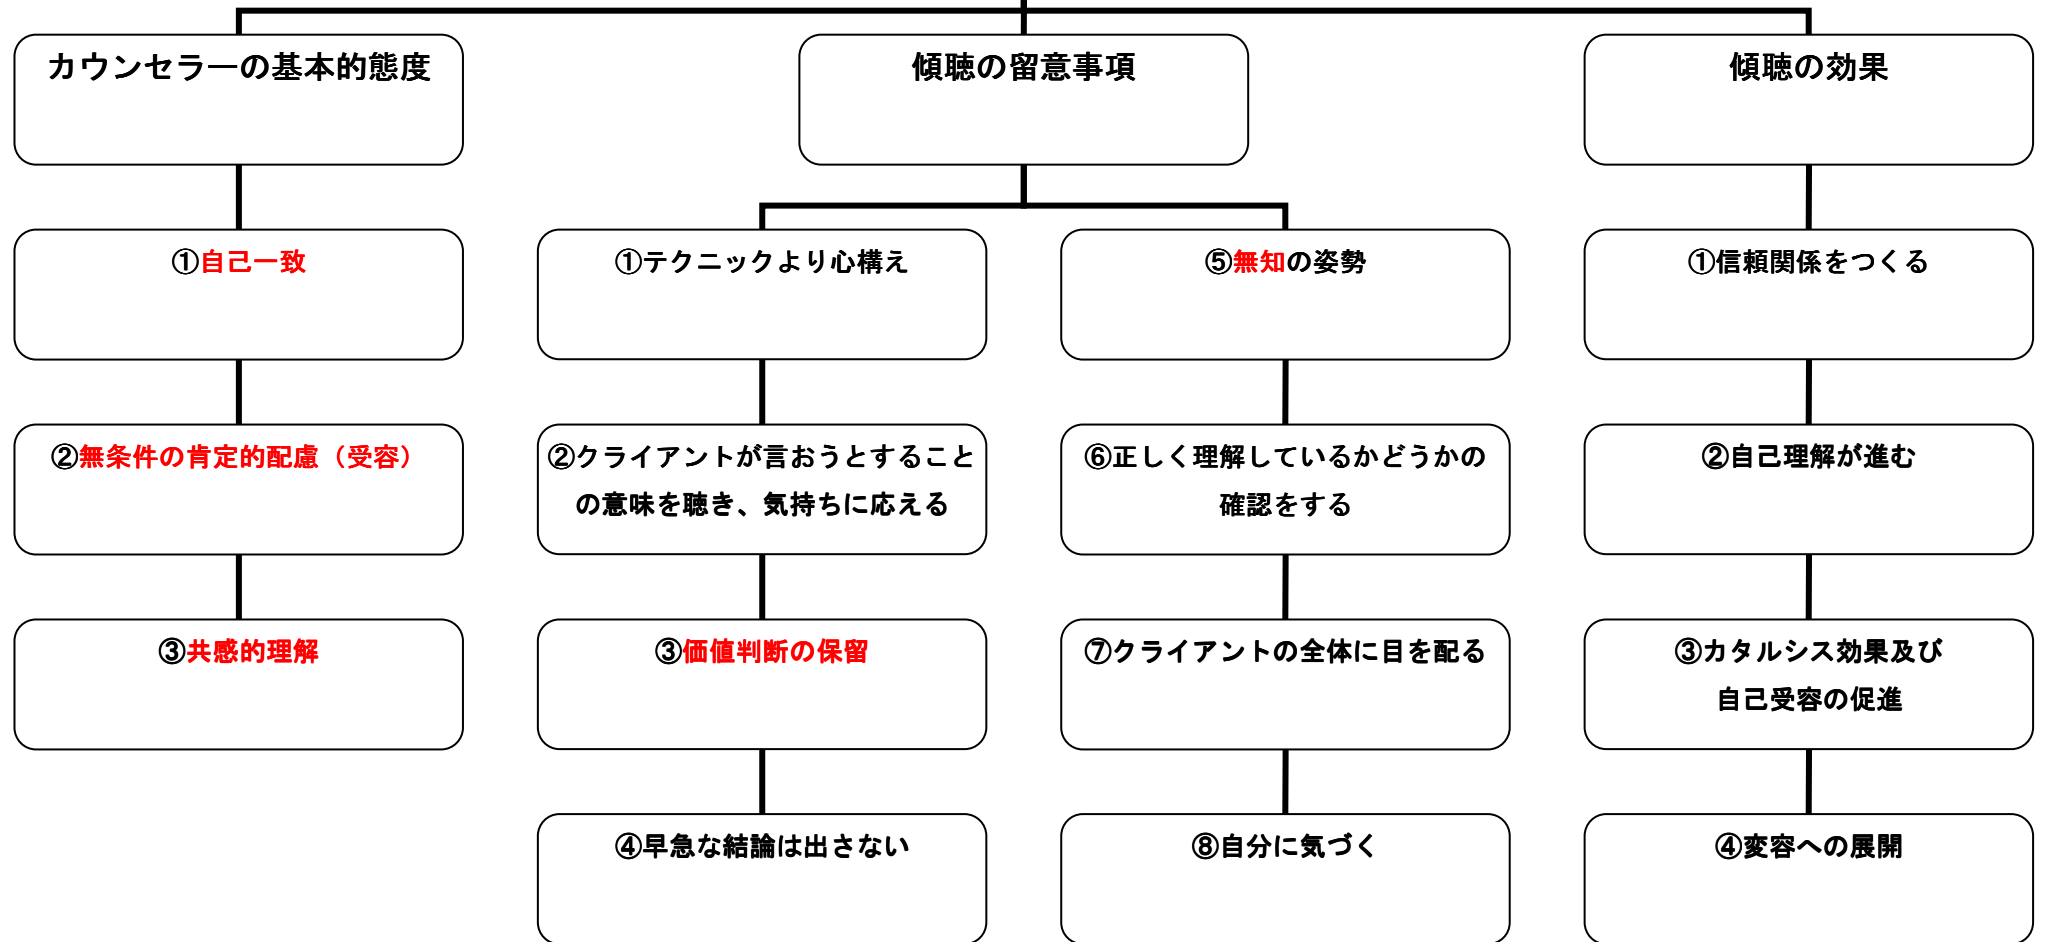 カウンセラーの基本的態度
①自己一致
②無条件の肯定的配慮（受容）
③共感的理解
傾聴の留意事項
①テクニックより心構え
②クライアントが言おうとすること
の意味を聴き、気持ちに応える
③価値判断の保留
④早急な結論は出さない
⑤無知の姿勢
⑥正しく理解しているかどうかの
確認をする
⑦クライアントの全体に目を配る
⑧自分に気づく
傾聴の効果
①信頼関係をつくる
②自己理解が進む
③カタルシス効果及び
自己受容の促進
④変容への展開